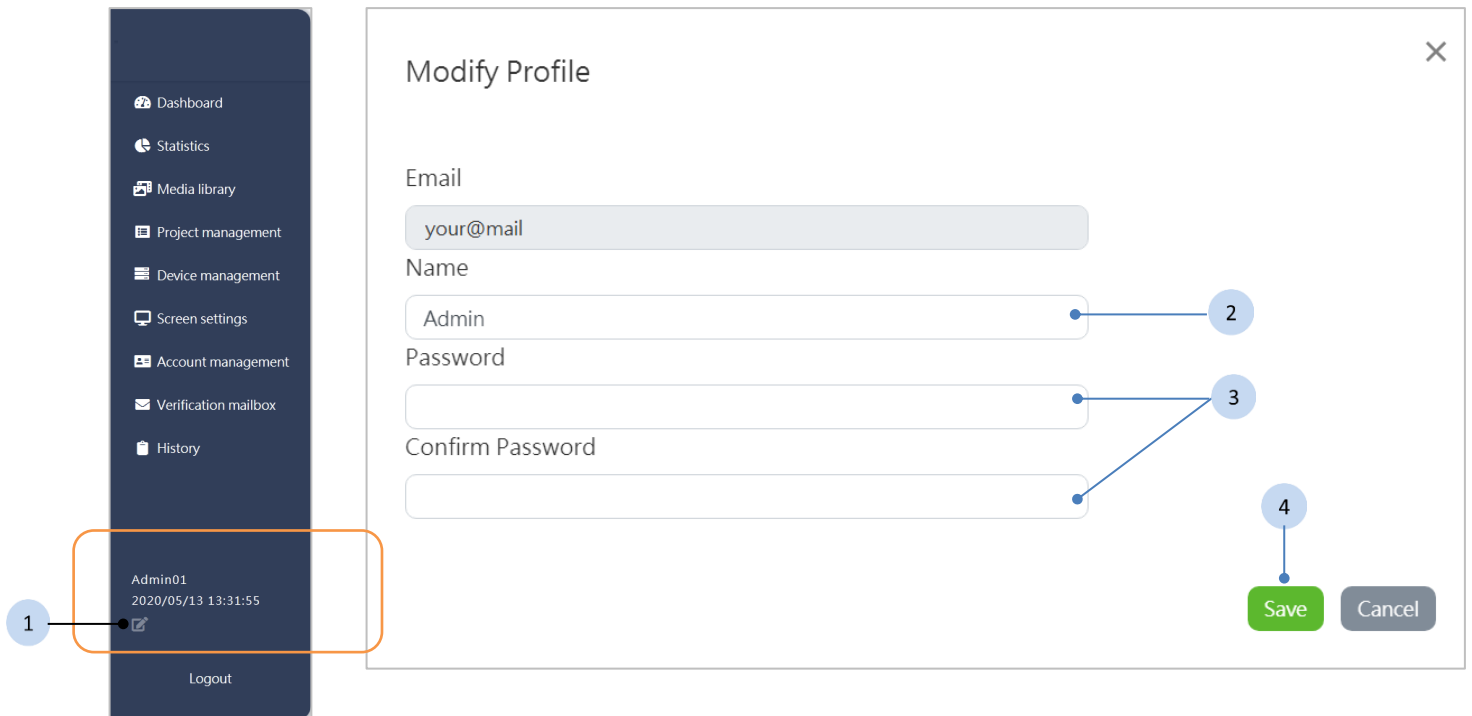 Dashboard
Statistics
Media library
Project management
Device management
Screen settings
Account management
Verification mailbox
History
Admin01
2020/05/13 13:31:55
1
Logout
Modify Profile
Email
your@mail
Name
Admin
2
Password
3
Confirm Password
4
Save Cancel